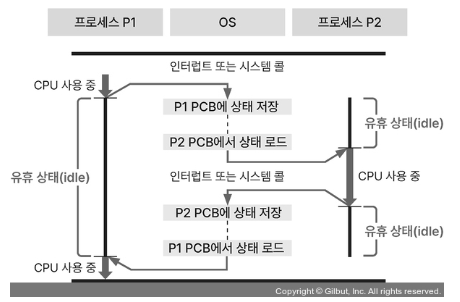 프로세스 P1
OS
프로세스 P2
인터럽트 또는 시스템 콜
CPU 사용 중
P1 PCB에 상태 저장
유휴 상태(idle)
P2 PCB에서 상태 로드
유휴 상태(idle)
인터럽트 또는 시스템 콜
CPU 사용 중
P2 PCB에 상태 저장
유휴 상태(idle)
P1 PCB에서 상태 로드
CPU 사용 중
Copyright © Gilbut, Inc. All rights reserved.